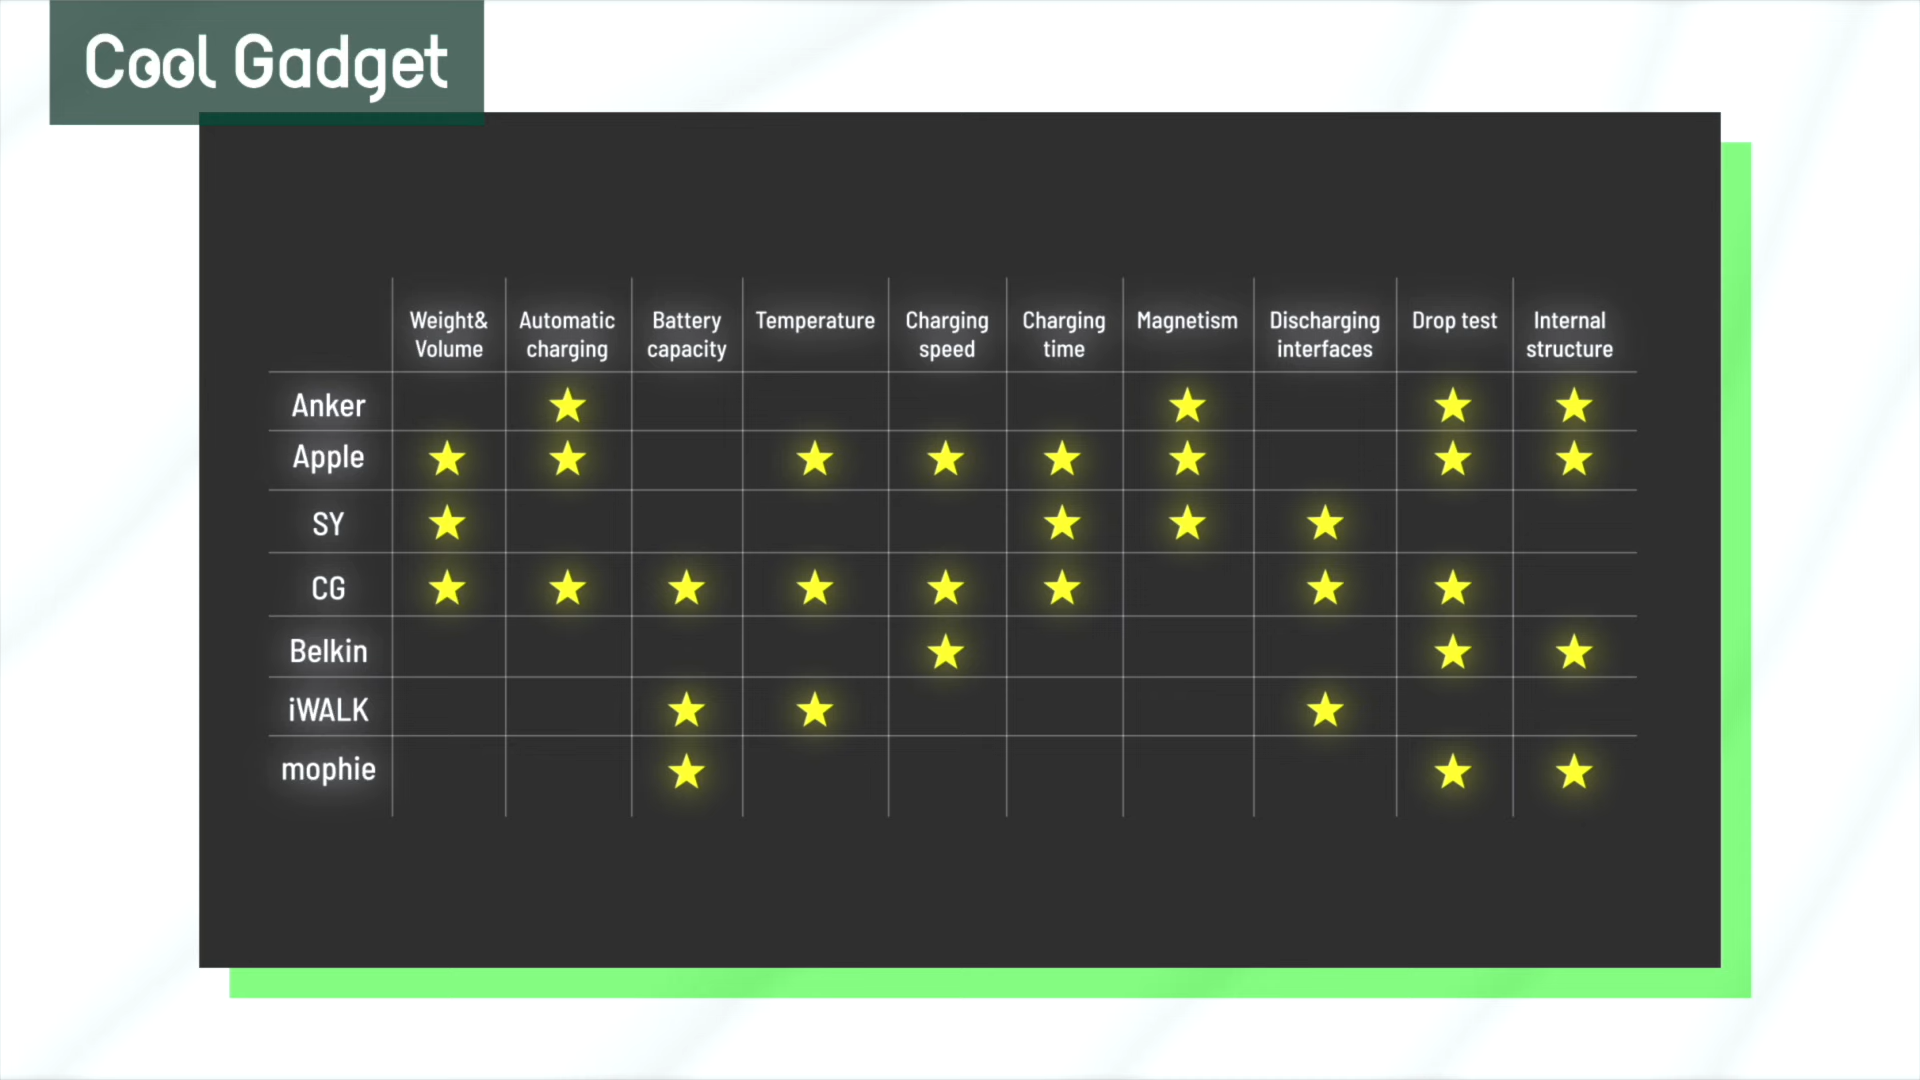 Cool Gadget
Weight& Volume
Automatic charging
Battery capacity
Temperature
Charging speed
Charging time
Magnetism
Discharging interfaces
Drop test
Internal structure
Anker
Apple
SY
CG
Belkin
iWALK
mophie